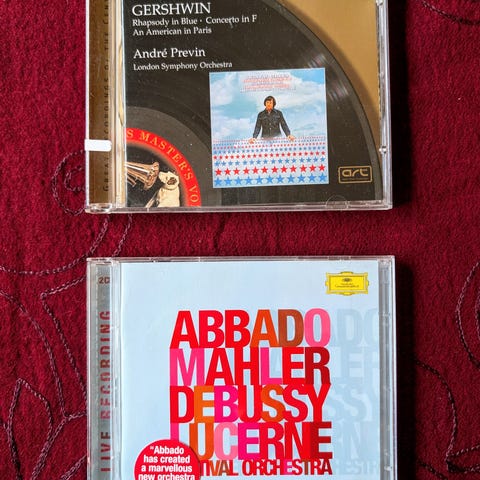 GERSHWIN
Rhapsody in Blue · Concerto in F
An American in Paris
André Previn
London Symphony Orchestra
S MASTER'S VO
art
2CD
LIVE RECORDING
ABBADO
MAHLER
DEBUSSY
LUCERNE
TIVAL ORCHESTRA
"Abbado
has created
a marvellous
new orchestra